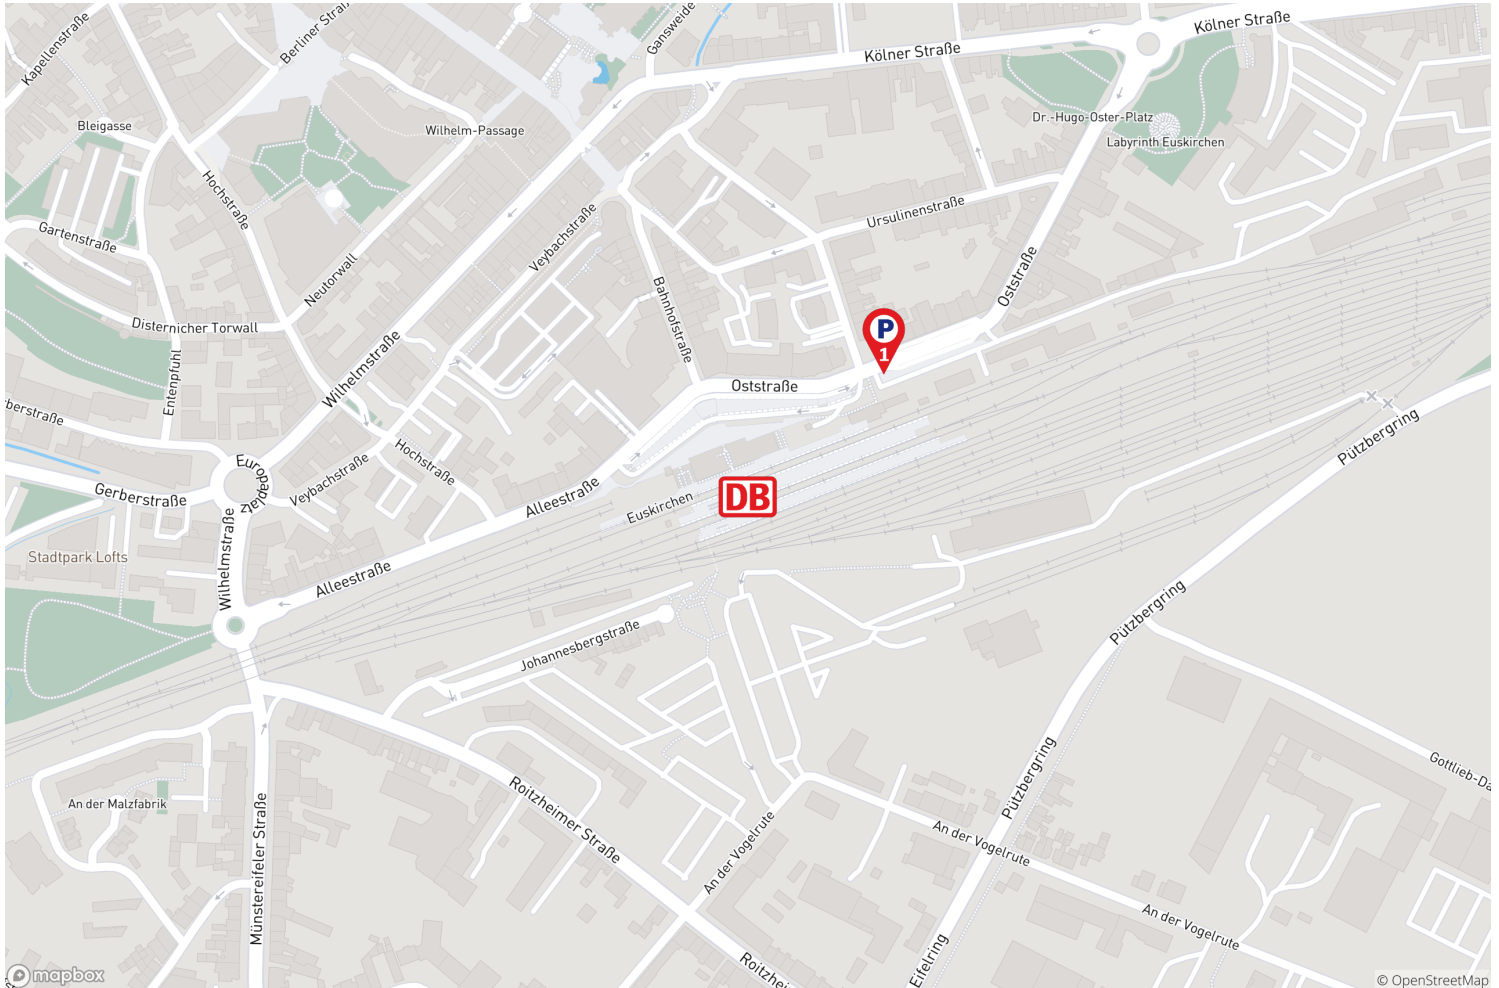 Kapellenstraße
Berliner Straß
Gansweide
Kölner Straße
Kölner Straße
Bleigasse
Wilhelm-Passage
Dr.-Hugo-Oster-Platz
Labyrinth Euskirchen
Hochstraße
Gartenstraße
Veybachstraße
Ursulinenstraße
Neutorwall
Bahnhofstraße
Oststraße
Disternicher Torwall
P
1
Entenpfuhl
Wilhelmstraße
Oststraße
erberstraße
Pützbergring
Hochstraße
Europaplatz
Veybachstraße
Gerberstraße
Alleestraße
Euskirchen
DB
Stadtpark Lofts
Wilhelmstraße
Alleestraße
Pützbergring
Johannesbergstraße
Pützbergring
Gottlieb-Da
An der Malzfabrik
Roitzheimer Straße
An der Vogelrute
An der Vogelrute
Münstereifeler Straße
An der Vogelrute
Eifelring
Roitzhei
mapbox
© OpenStreetMap